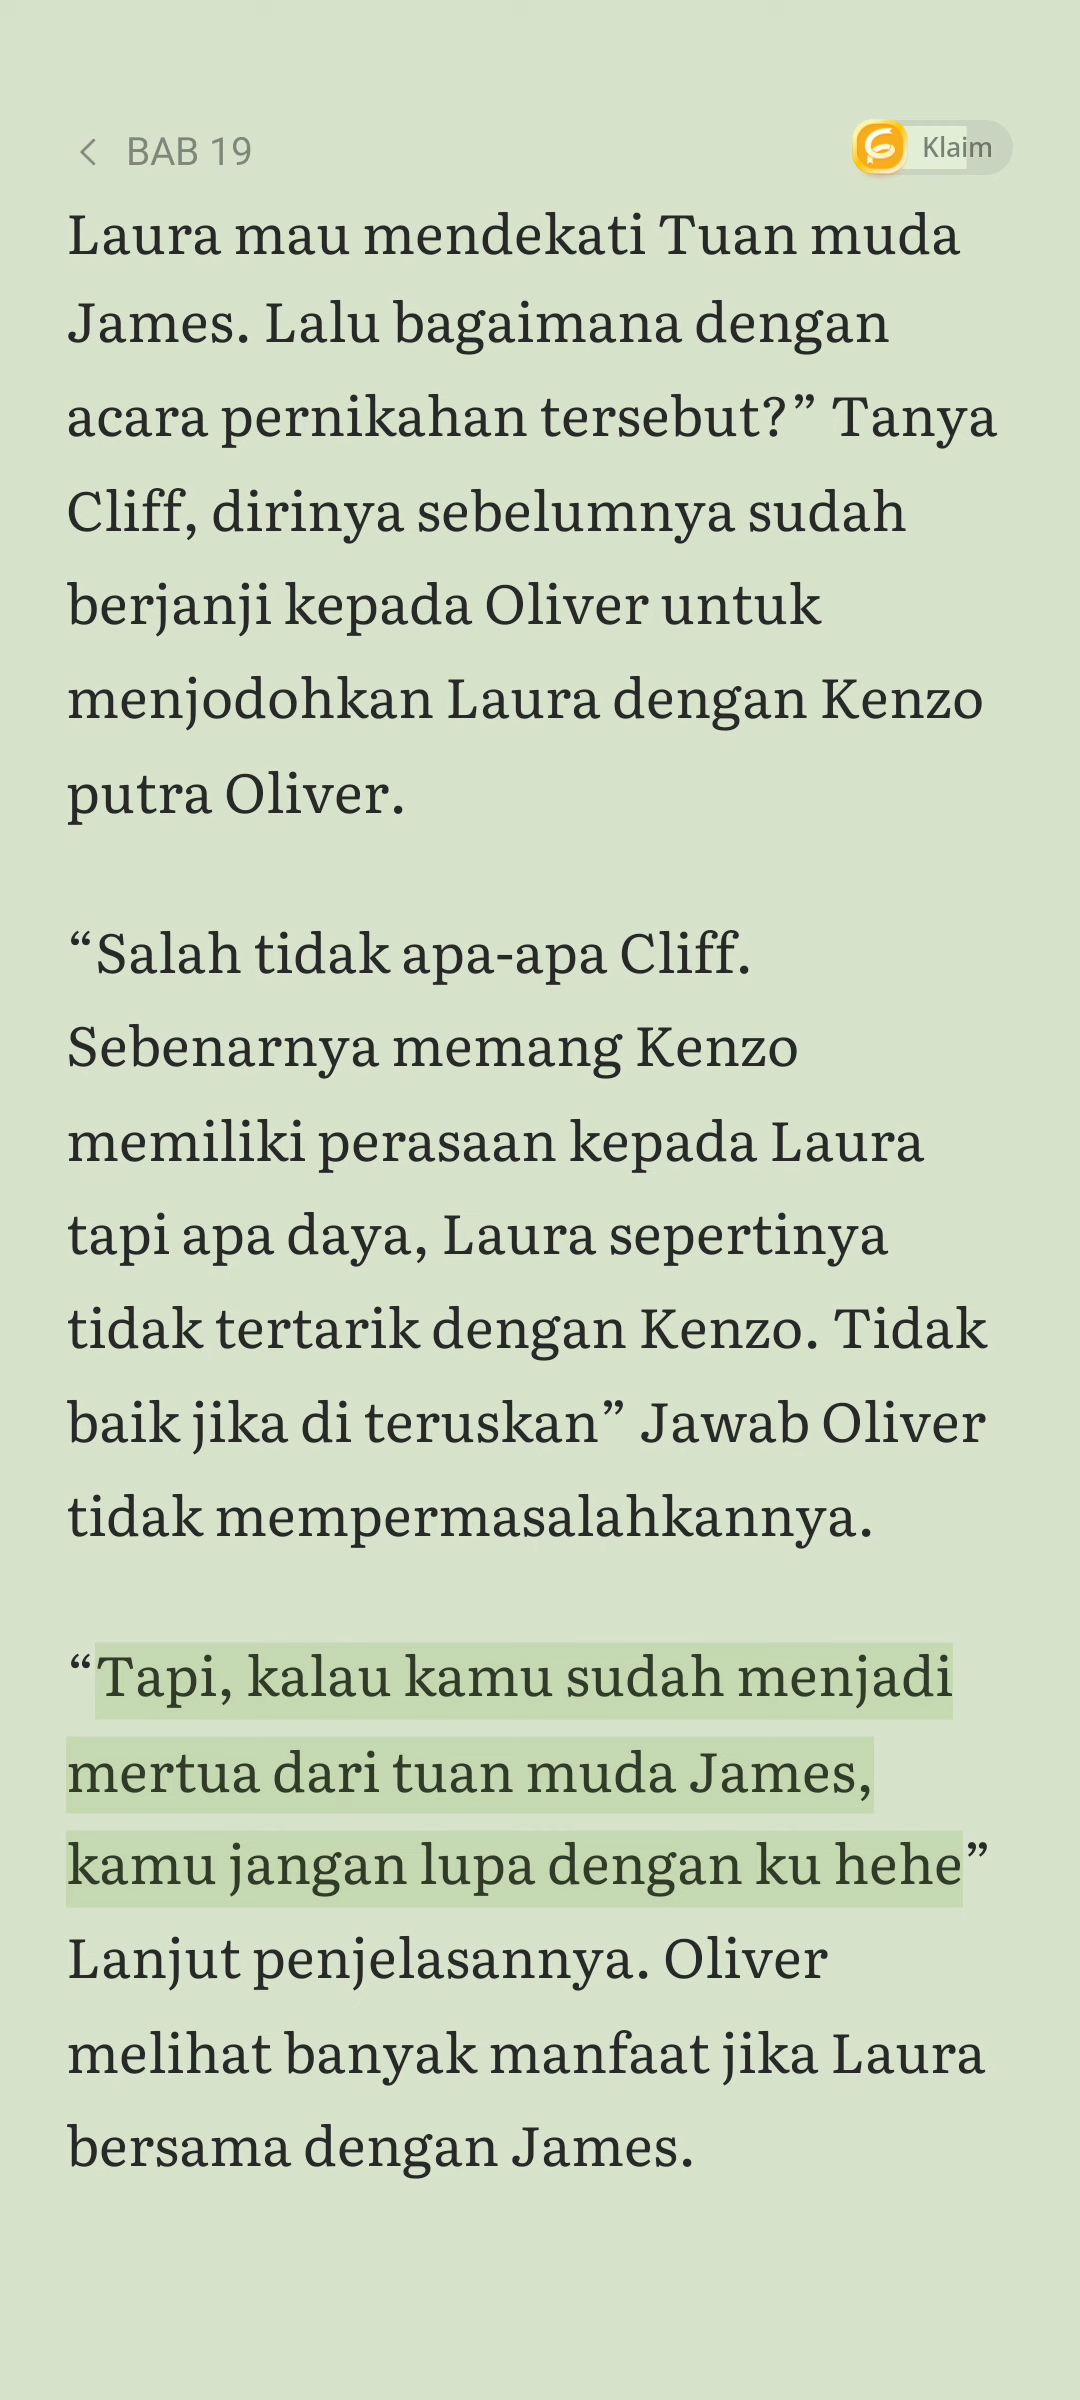 BAB 19
Klaim
Laura mau mendekati Tuan muda
James. Lalu bagaimana dengan
acara pernikahan tersebut?” Tanya
Cliff, dirinya sebelumnya sudah
berjanji kepada Oliver untuk
menjodohkan Laura dengan Kenzo
putra Oliver.
“Salah tidak apa-apa Cliff.
Sebenarnya memang Kenzo
memiliki perasaan kepada Laura
tapi apa daya, Laura sepertinya
tidak tertarik dengan Kenzo. Tidak
baik jika di teruskan” Jawab Oliver
tidak mempermasalahkannya.
“Tapi, kalau kamu sudah menjadi
mertua dari tuan muda James,
kamu jangan lupa dengan ku hehe”
Lanjut penjelasannya. Oliver
melihat banyak manfaat jika Laura
bersama dengan James.